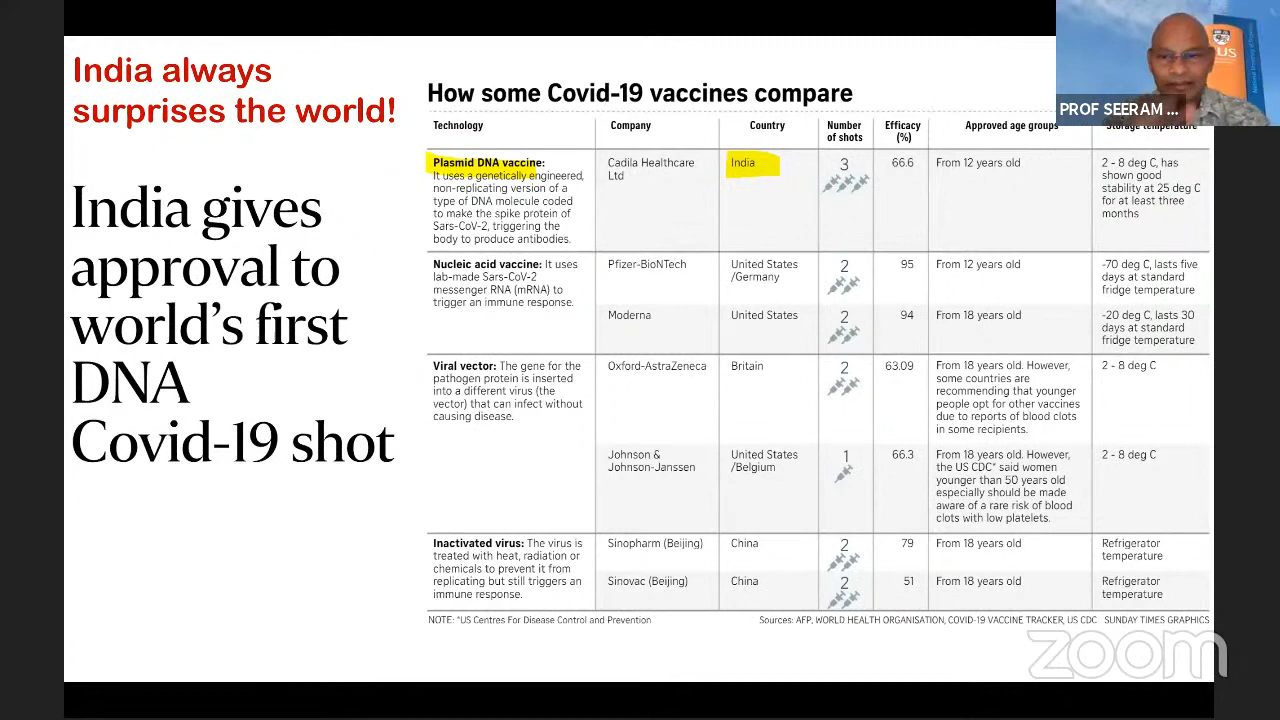 India always
surprises the world!
India gives
approval to
world's first
DNA
Covid-19 shot
How some Covid-19 vaccines compare
Technology
Company
Country
Number
of shots
Efficacy
(%)
Approved age groups
Storage temperature
Plasmid DNA vaccine:
It uses a genetically engineered,
non-replicating version of a
type of DNA molecule coded
to make the spike protein of
Sars-CoV-2, triggering the
body to produce antibodies.
Cadila Healthcare
Ltd
India
3
66.6
From 12 years old
2 - 8 deg C, has
shown good
stability at 25 deg C
for at least three
months
Nucleic acid vaccine: It uses
lab-made Sars-CoV-2
messenger RNA (mRNA) to
trigger an immune response.
Pfizer-BioNTech
United States
/Germany
2
95
From 12 years old
-70 deg C, lasts five
days at standard
fridge temperature
Moderna
United States
2
94
From 18 years old
-20 deg C, lasts 30
days at standard
fridge temperature
Viral vector: The gene for the
pathogen protein is inserted
into a different virus (the
vector) that can infect without
causing disease.
Oxford-AstraZeneca
Britain
2
63.09
From 18 years old. However,
some countries are
recommending that younger
people opt for other vaccines
due to reports of blood clots
in some recipients.
2 - 8 deg C
Johnson &
Johnson-Janssen
United States
/Belgium
1
66.3
From 18 years old. However,
the US CDC* said women
younger than 50 years old
especially should be made
aware of a rare risk of blood
clots with low platelets.
2 - 8 deg C
Inactivated virus: The virus is
treated with heat, radiation or
chemicals to prevent it from
replicating but still triggers an
immune response.
Sinopharm (Beijing)
China
2
79
From 18 years old
Refrigerator
temperature
Sinovac (Beijing)
China
2
51
From 18 years old
Refrigerator
temperature
NOTE: *US Centres For Disease Control and Prevention
Sources: AFP, WORLD HEALTH ORGANISATION, COVID-19 VACCINE TRACKER, US CDC SUNDAY TIMES GRAPHICS
PROF SEERAM ...
US
zoom